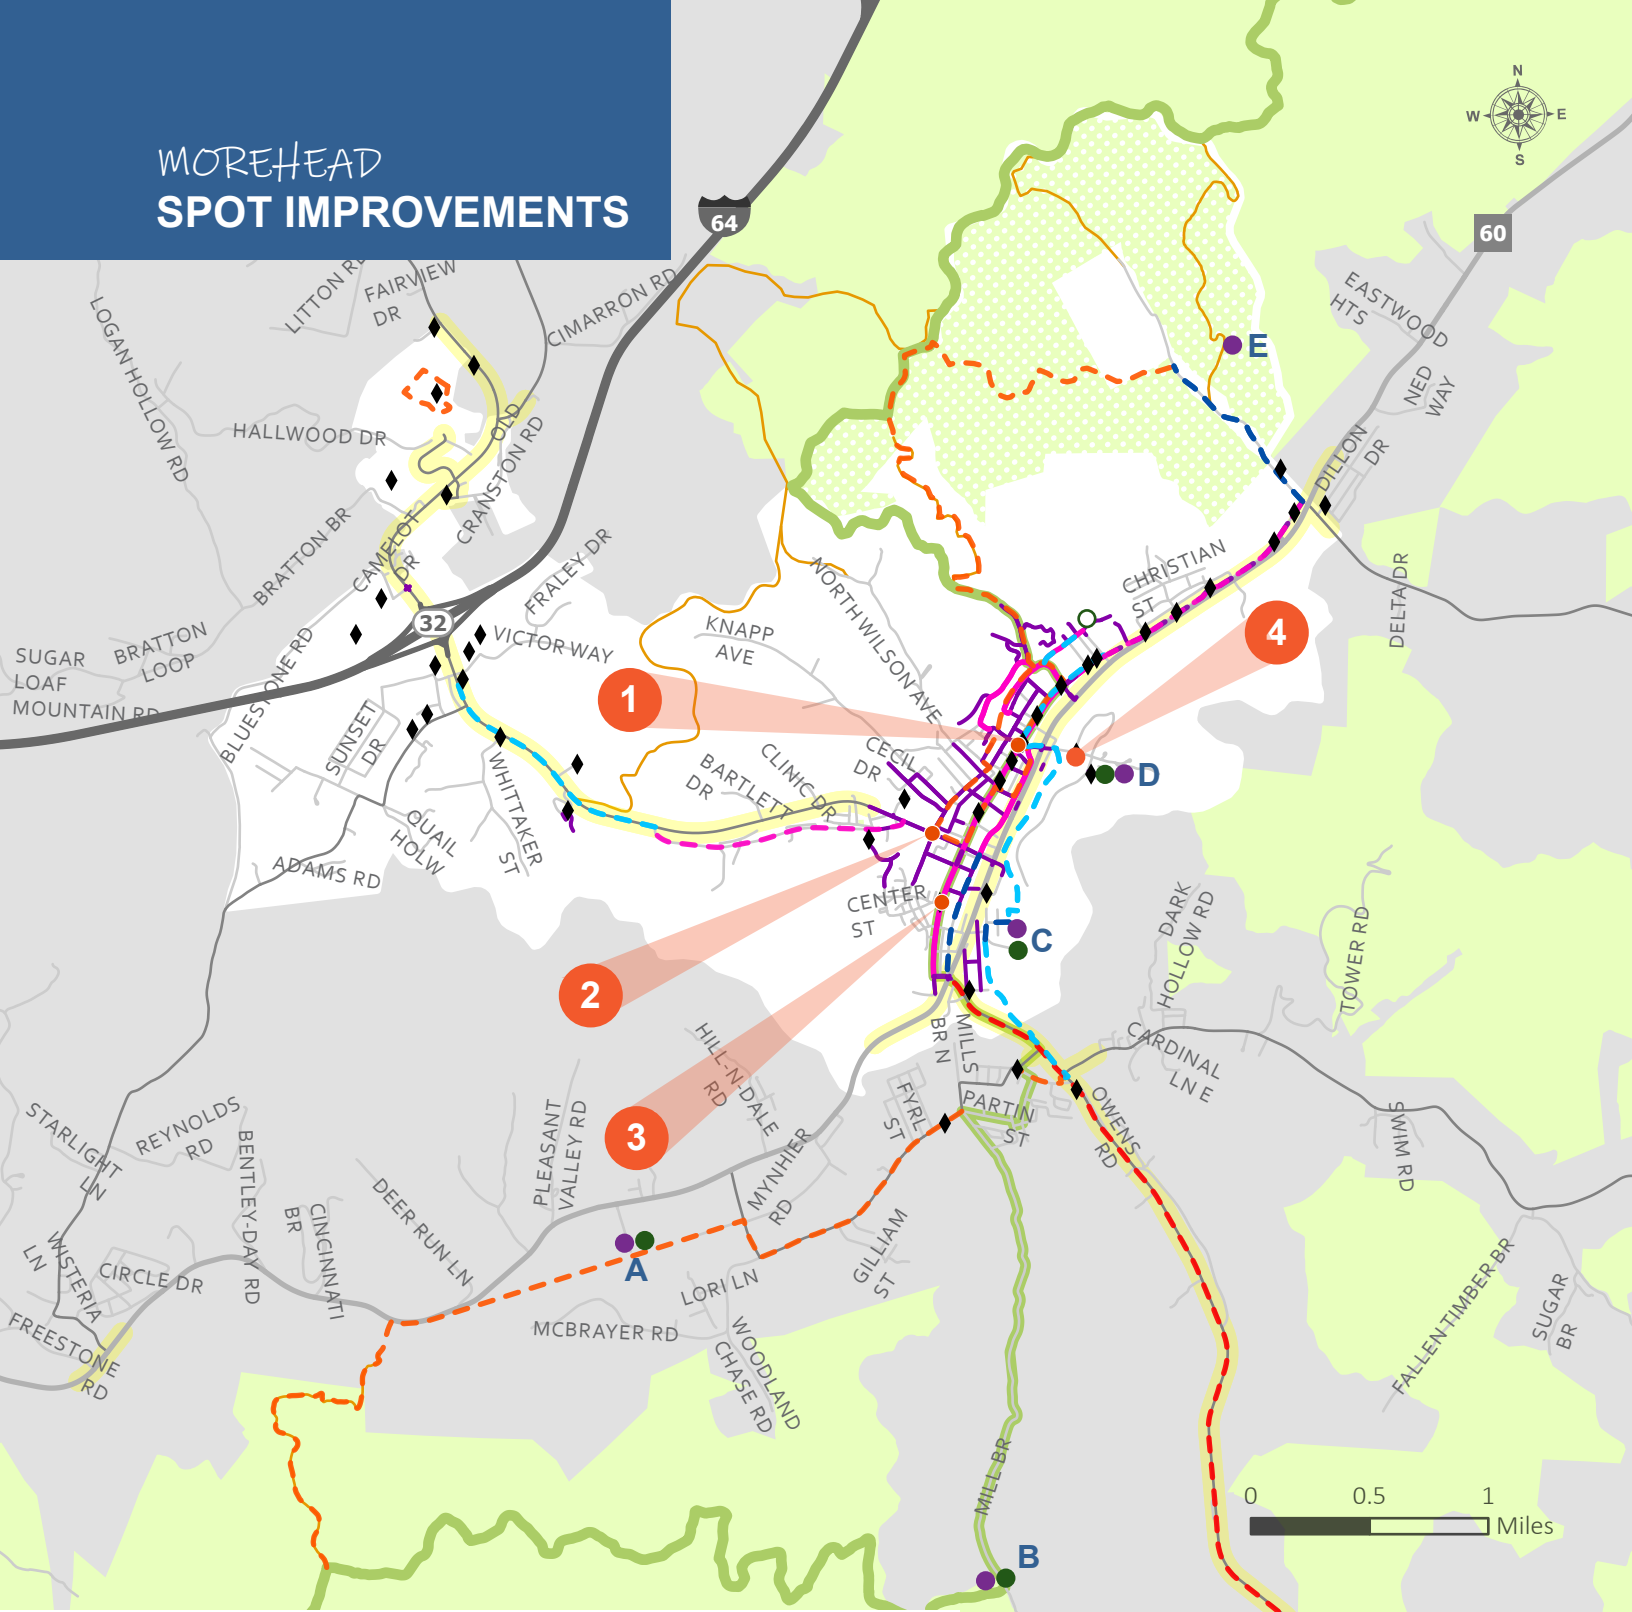 MOREHEAD
SPOT IMPROVEMENTS
N
W
E
S
64
60
LITTON RD
FAIRVIEW
DR
CIMARRON RD
LOGAN HOLLOW RD
EASTWOOD
HTS
E
NED
WAY
HALLWOOD DR
OLD
CRANSTON RD
DILLON
DR
BRATTON BR
CAMELOT
DR
FRALEY DR
NORTH WILSON AVE
CHRISTIAN
ST
DELTA DR
32
KNAPP
AVE
4
BRATTON
LOOP
SUGAR
LOAF
MOUNTAIN RD
BLUESTONE RD
VICTOR WAY
1
SUNSET
DR
CECIL
DR
CLINIC DR
BARTLETT
DR
D
WHITTAKER
ST
QUAIL
HOLW
ADAMS RD
CENTER
ST
C
DARK
HOLLOW RD
TOWER RD
2
HILL-N-DALE
RD
BR N
MILLS
CARDINAL
LN E
FYRL
ST
PARTIN
ST
OWENS
RD
SWIM RD
STARLIGHT
LN
REYNOLDS
RD
BENTLEY-DAY RD
PLEASANT
VALLEY RD
3
MYNHIER
RD
DEER RUN LN
CINCINNATI
BR
GILLIAM
ST
WISTERIA
LN
CIRCLE DR
A
LORI LN
FALLEN TIMBER BR
SUGAR
BR
FREESTONE
RD
MCBRAYER RD
WOODLAND
CHASE RD
MILL BR
B
0 0.5 1
Miles